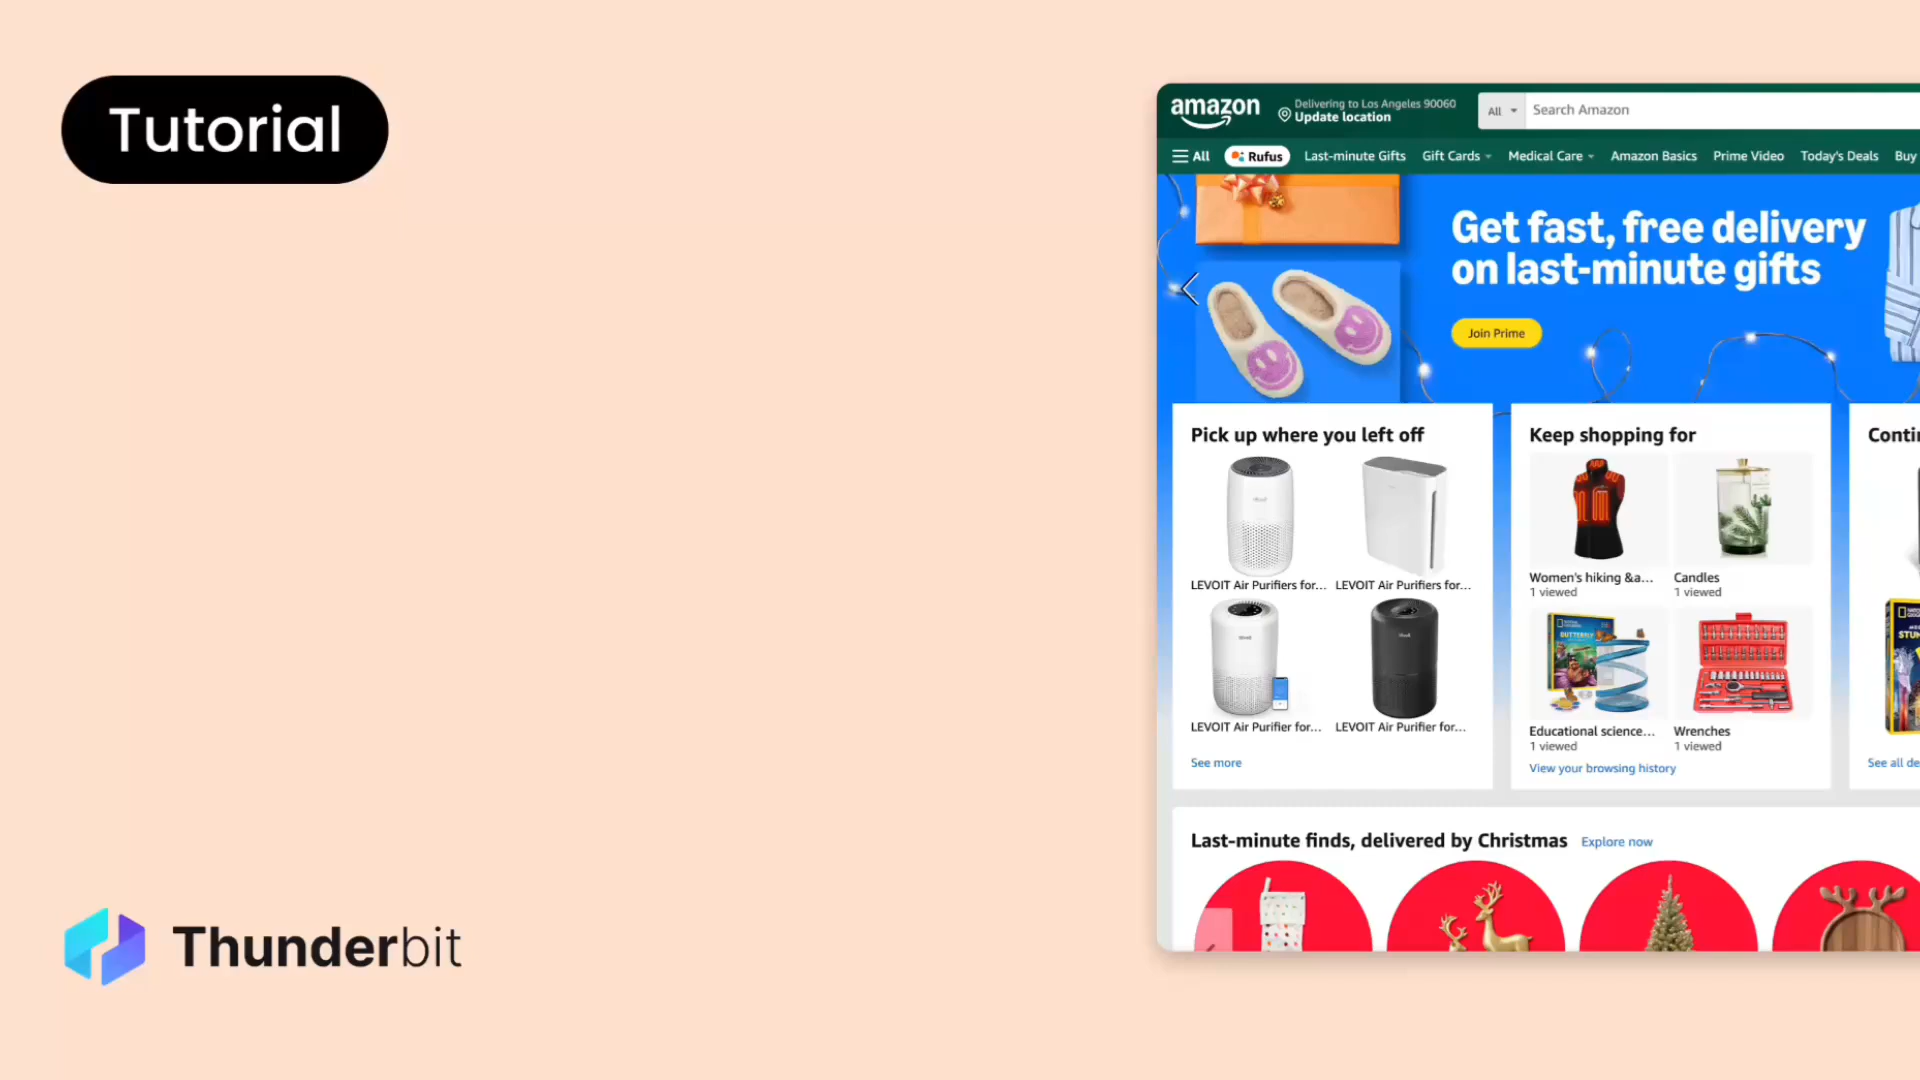 Tutorial
amazon
Delivering to Los Angeles 90060
Update location
All
Search Amazon
All
Rufus
Last-minute Gifts
Gift Cards
Medical Care
Amazon Basics
Prime Video
Today's Deals
Buy
Get fast, free delivery
on last-minute gifts
Join Prime
Pick up where you left off
LEVOIT Air Purifiers for...
LEVOIT Air Purifiers for...
LEVOIT Air Purifier for...
LEVOIT Air Purifier for...
See more
Keep shopping for
Women's hiking &a...
1 viewed
Candles
1 viewed
BUTTERFLY
Educational science...
1 viewed
Wrenches
1 viewed
View your browsing history
Contin
See all de
Last-minute finds, delivered by Christmas
Explore now
Thunderbit